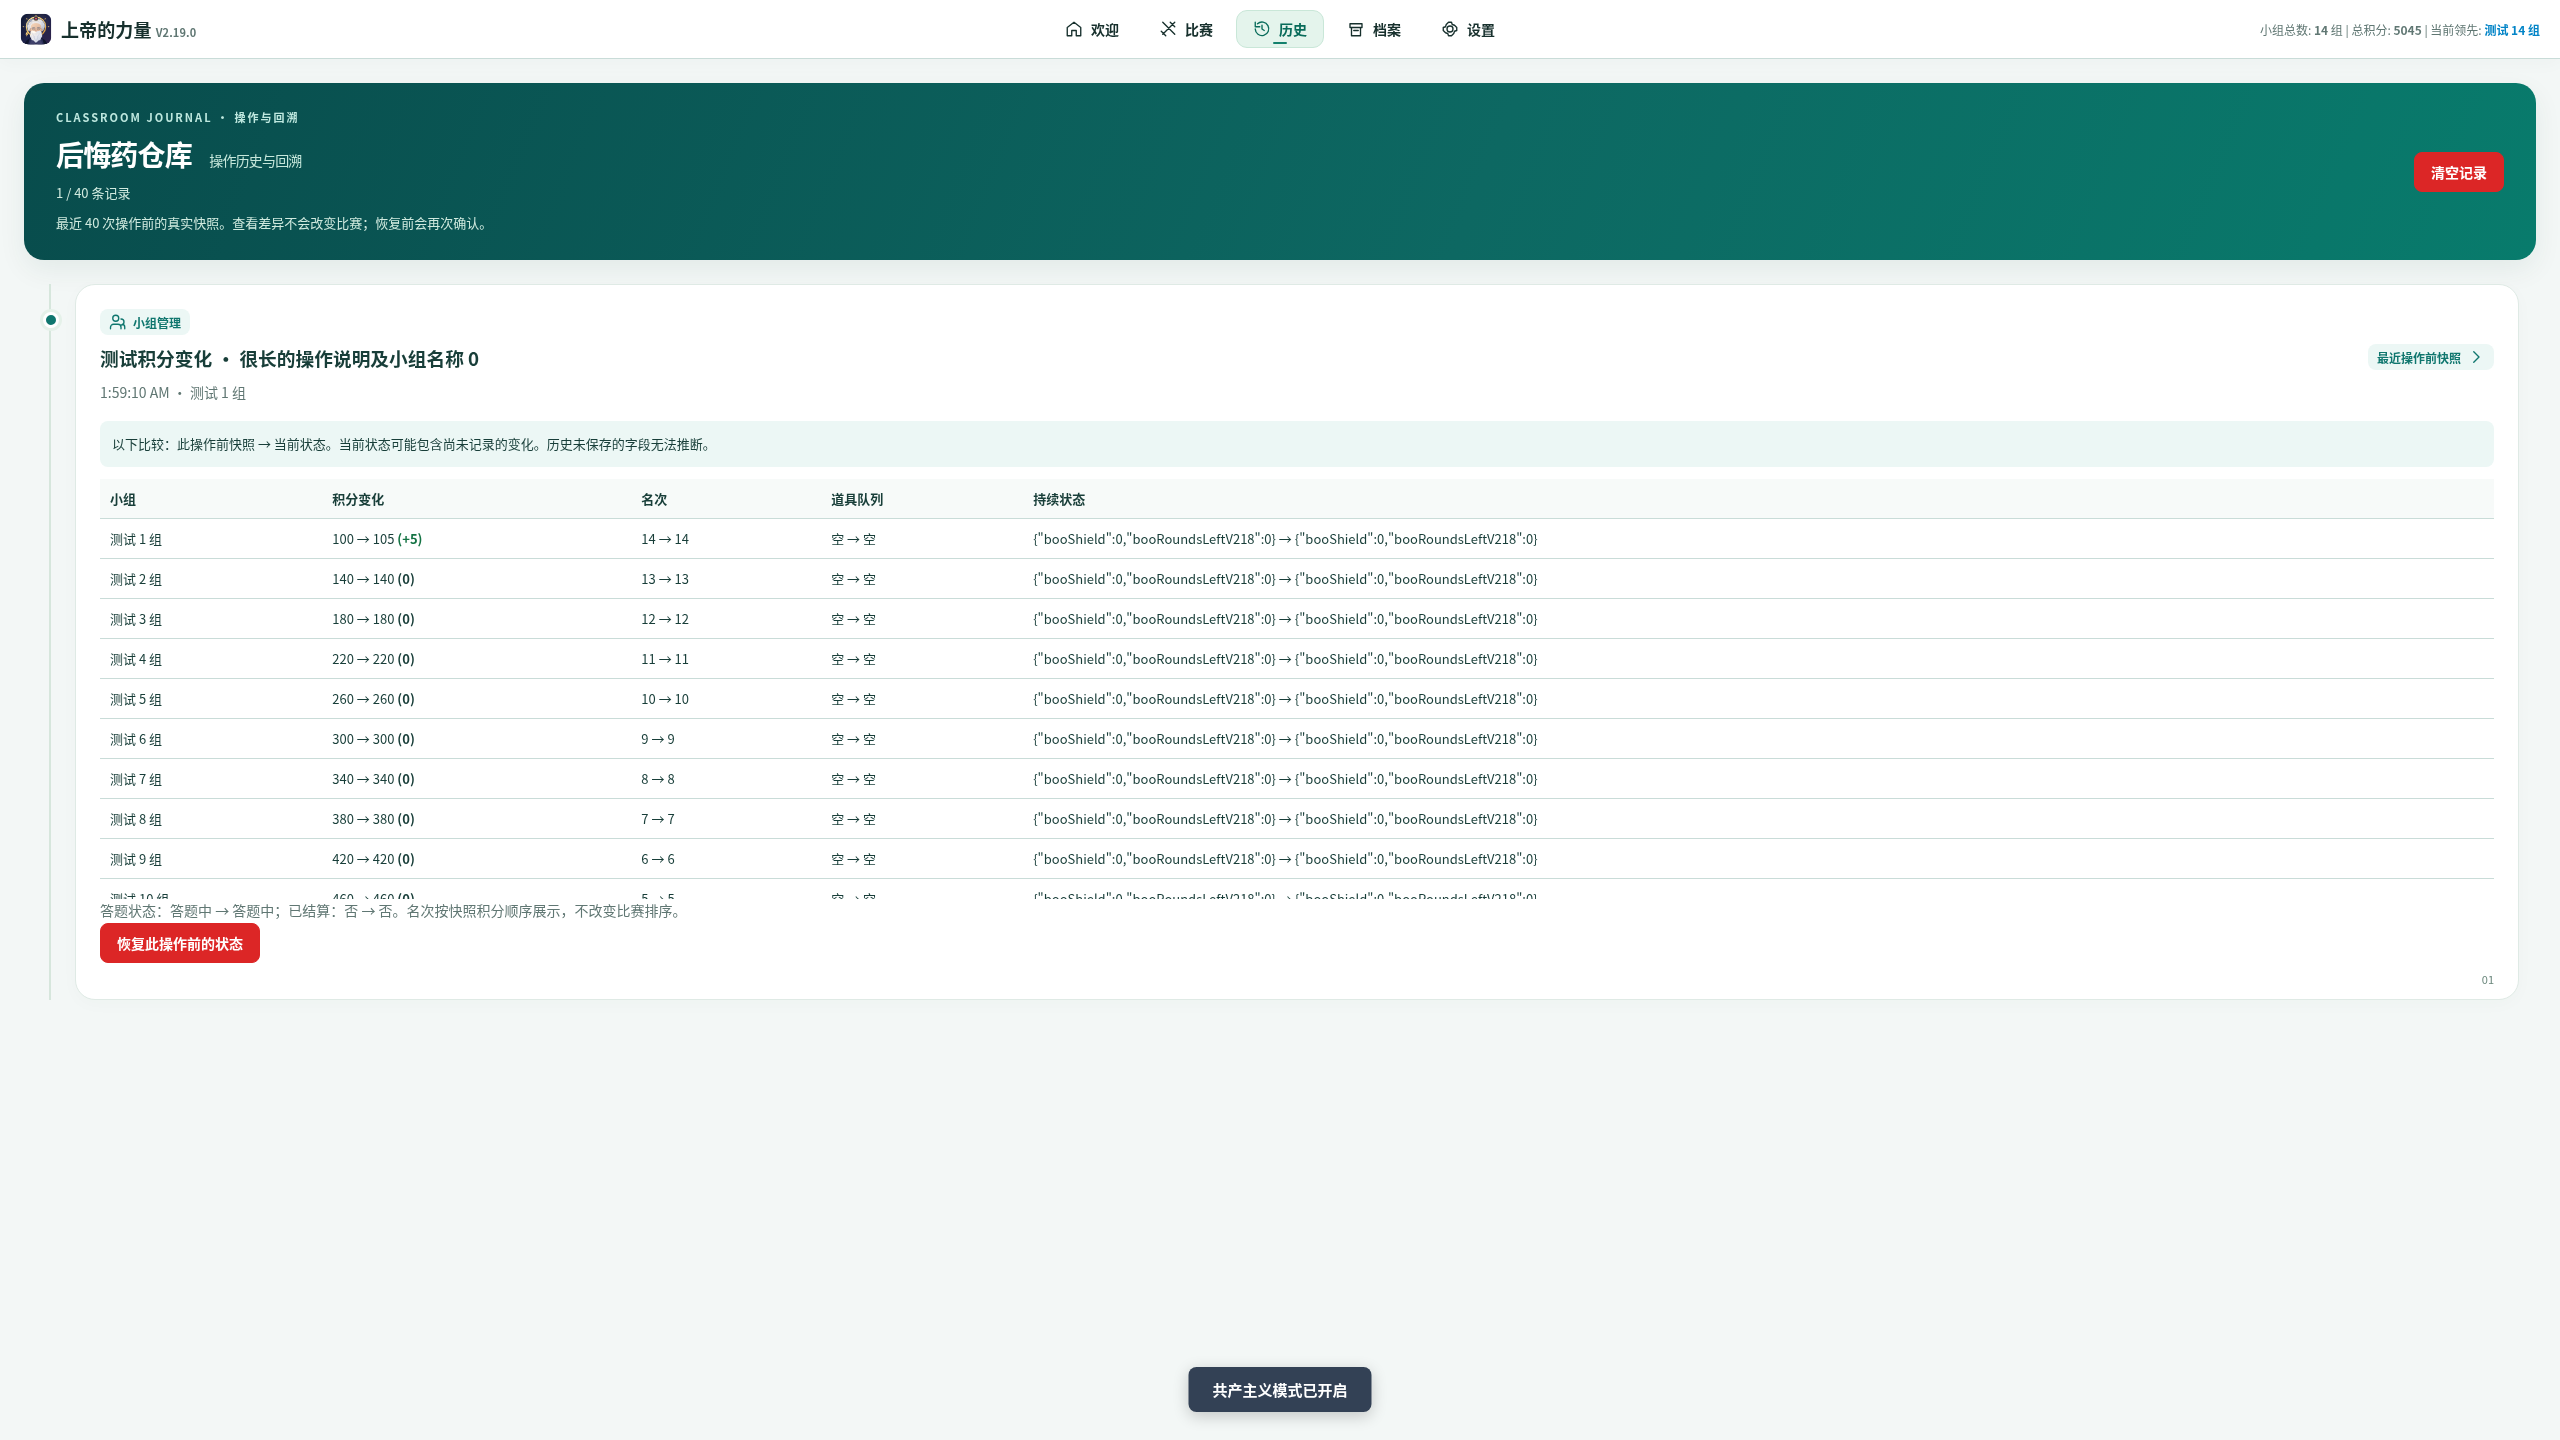 上帝的力量 V2.19.0
欢迎
比赛
历史
档案
设置
小组总数: 14 组 | 总积分: 5045 | 当前领先: 测试 14 组
CLASSROOM JOURNAL · 操作与回溯
后悔药仓库 操作历史与回溯
1 / 40 条记录
最近 40 次操作前的真实快照。查看差异不会改变比赛；恢复前会再次确认。
清空记录
小组管理
测试积分变化 · 很长的操作说明及小组名称 0
最近操作前快照
1:59:10 AM · 测试 1 组
以下比较：此操作前快照 → 当前状态。当前状态可能包含尚未记录的变化。历史未保存的字段无法推断。
小组 积分变化 名次 道具队列 持续状态
测试 1 组 100 → 105 (+5) 14 → 14 空 → 空 {"booShield":0,"booRoundsLeftV218":0} → {"booShield":0,"booRoundsLeftV218":0}
测试 2 组 140 → 140 (0) 13 → 13 空 → 空 {"booShield":0,"booRoundsLeftV218":0} → {"booShield":0,"booRoundsLeftV218":0}
测试 3 组 180 → 180 (0) 12 → 12 空 → 空 {"booShield":0,"booRoundsLeftV218":0} → {"booShield":0,"booRoundsLeftV218":0}
测试 4 组 220 → 220 (0) 11 → 11 空 → 空 {"booShield":0,"booRoundsLeftV218":0} → {"booShield":0,"booRoundsLeftV218":0}
测试 5 组 260 → 260 (0) 10 → 10 空 → 空 {"booShield":0,"booRoundsLeftV218":0} → {"booShield":0,"booRoundsLeftV218":0}
测试 6 组 300 → 300 (0) 9 → 9 空 → 空 {"booShield":0,"booRoundsLeftV218":0} → {"booShield":0,"booRoundsLeftV218":0}
测试 7 组 340 → 340 (0) 8 → 8 空 → 空 {"booShield":0,"booRoundsLeftV218":0} → {"booShield":0,"booRoundsLeftV218":0}
测试 8 组 380 → 380 (0) 7 → 7 空 → 空 {"booShield":0,"booRoundsLeftV218":0} → {"booShield":0,"booRoundsLeftV218":0}
测试 9 组 420 → 420 (0) 6 → 6 空 → 空 {"booShield":0,"booRoundsLeftV218":0} → {"booShield":0,"booRoundsLeftV218":0}
测试 10 组 460 → 460 (0) 5 → 5 空 → 空 {"booShield":0,"booRoundsLeftV218":0} → {"booShield":0,"booRoundsLeftV218":0}
答题状态：答题中 → 答题中；已结算：否 → 否。名次按快照积分顺序展示，不改变比赛排序。
恢复此操作前的状态
01
共产主义模式已开启